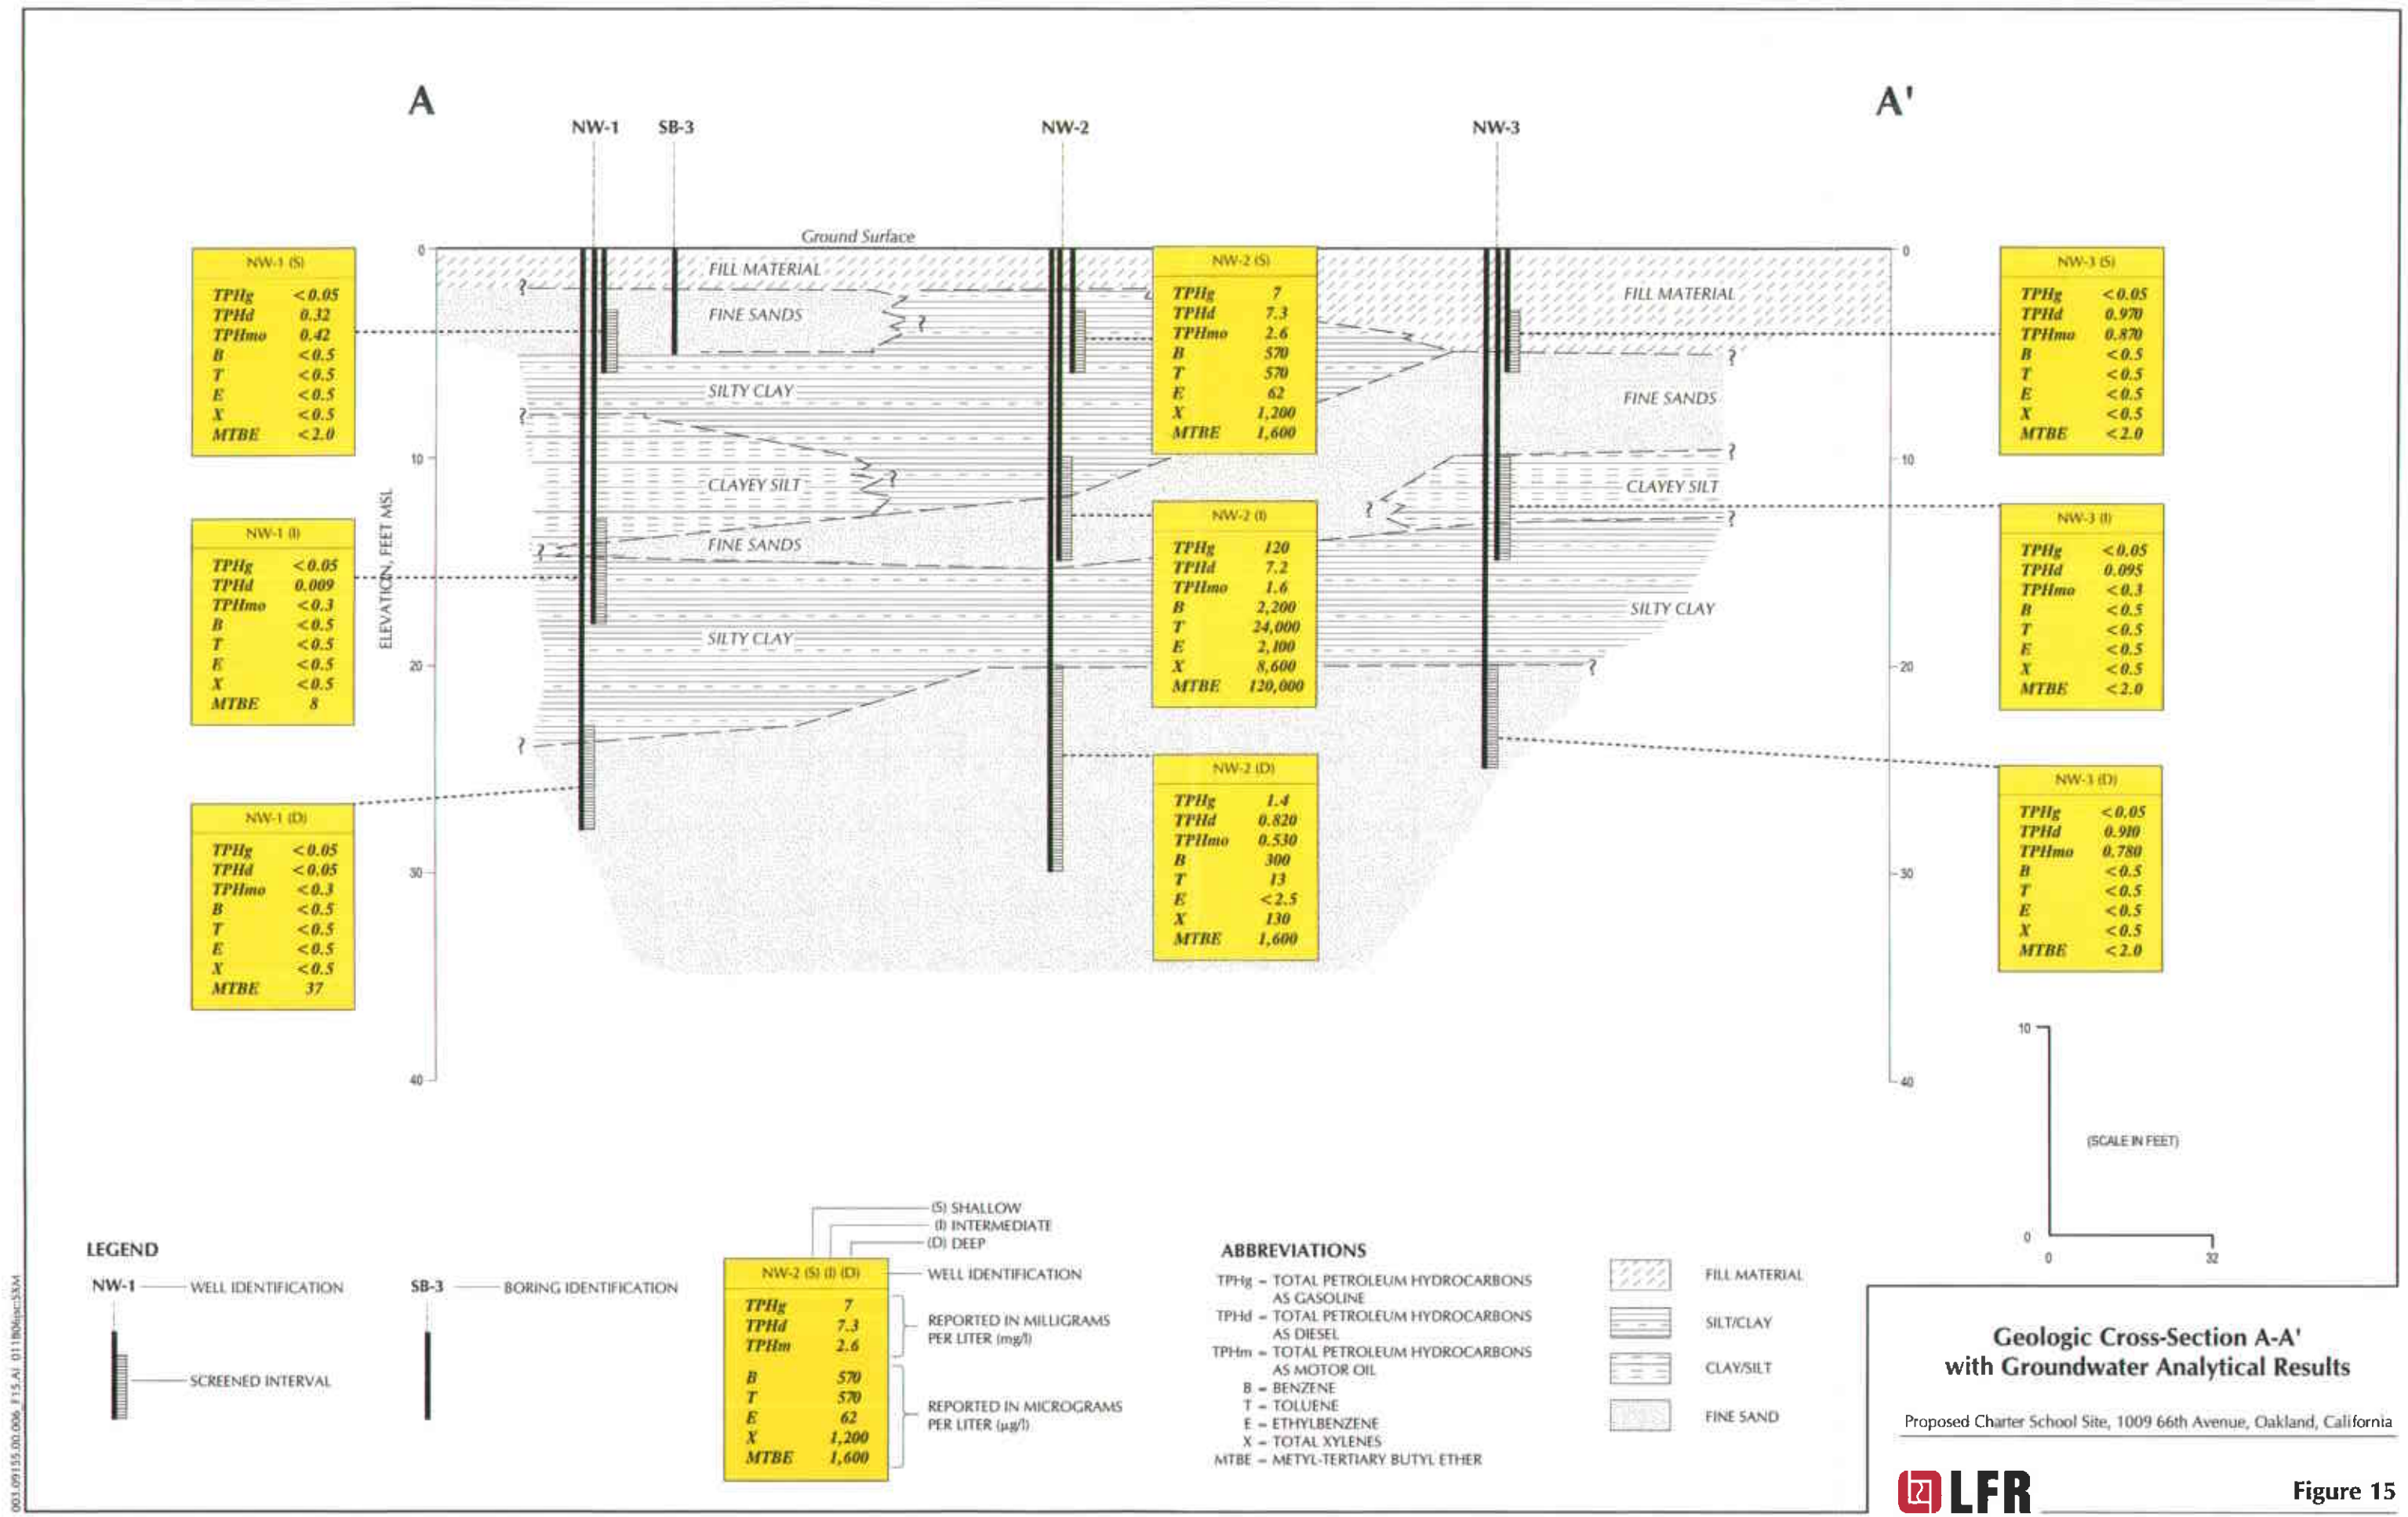 A
A'
NW-1 SB-3 NW-2 NW-3
Ground Surface
ELEVATION, FEET MSL
0
10
20
30
40
0
10
20
30
40
FILL MATERIAL
FINE SANDS
SILTY CLAY
CLAYEY SILT
FINE SANDS
SILTY CLAY
FILL MATERIAL
FINE SANDS
CLAYEY SILT
SILTY CLAY
?
?
?
?
?
?
?
?
?
?
?
?
NW-1 (S)
TPHg <0.05
TPHd 0.32
TPHmo 0.42
B <0.5
T <0.5
E <0.5
X <0.5
MTBE <2.0
NW-1 (I)
TPHg <0.05
TPHd 0.009
TPHmo <0.3
B <0.5
T <0.5
E <0.5
X <0.5
MTBE 8
NW-1 (D)
TPHg <0.05
TPHd <0.05
TPHmo <0.3
B <0.5
T <0.5
E <0.5
X <0.5
MTBE 37
NW-2 (S)
TPHg 7
TPHd 7.3
TPHmo 2.6
B 570
T 570
E 62
X 1,200
MTBE 1,600
NW-2 (I)
TPHg 120
TPHd 7.2
TPHmo 1.6
B 2,200
T 24,000
E 2,100
X 8,600
MTBE 120,000
NW-2 (D)
TPHg 1.4
TPHd 0.820
TPHmo 0.530
B 300
T 13
E <2.5
X 130
MTBE 1,600
NW-3 (S)
TPHg <0.05
TPHd 0.970
TPHmo 0.870
B <0.5
T <0.5
E <0.5
X <0.5
MTBE <2.0
NW-3 (I)
TPHg <0.05
TPHd 0.095
TPHmo <0.3
B <0.5
T <0.5
E <0.5
X <0.5
MTBE <2.0
NW-3 (D)
TPHg <0.05
TPHd 0.910
TPHmo 0.780
B <0.5
T <0.5
E <0.5
X <0.5
MTBE <2.0
10
(SCALE IN FEET)
0
0 32
LEGEND
NW-1 WELL IDENTIFICATION
SCREENED INTERVAL
SB-3 BORING IDENTIFICATION
(S) SHALLOW
(I) INTERMEDIATE
(D) DEEP
NW-2 (S) (I) (D) WELL IDENTIFICATION
TPHg 7
TPHd 7.3
TPHm 2.6
REPORTED IN MILLIGRAMS
PER LITER (mg/l)
B 570
T 570
E 62
X 1,200
MTBE 1,600
REPORTED IN MICROGRAMS
PER LITER (µg/l)
ABBREVIATIONS
TPHg = TOTAL PETROLEUM HYDROCARBONS
AS GASOLINE
TPHd = TOTAL PETROLEUM HYDROCARBONS
AS DIESEL
TPHm = TOTAL PETROLEUM HYDROCARBONS
AS MOTOR OIL
B = BENZENE
T = TOLUENE
E = ETHYLBENZENE
X = TOTAL XYLENES
MTBE = METYL-TERTIARY BUTYL ETHER
FILL MATERIAL
SILT/CLAY
CLAY/SILT
FINE SAND
Geologic Cross-Section A-A'
with Groundwater Analytical Results
Proposed Charter School Site, 1009 66th Avenue, Oakland, California
LFR
Figure 15